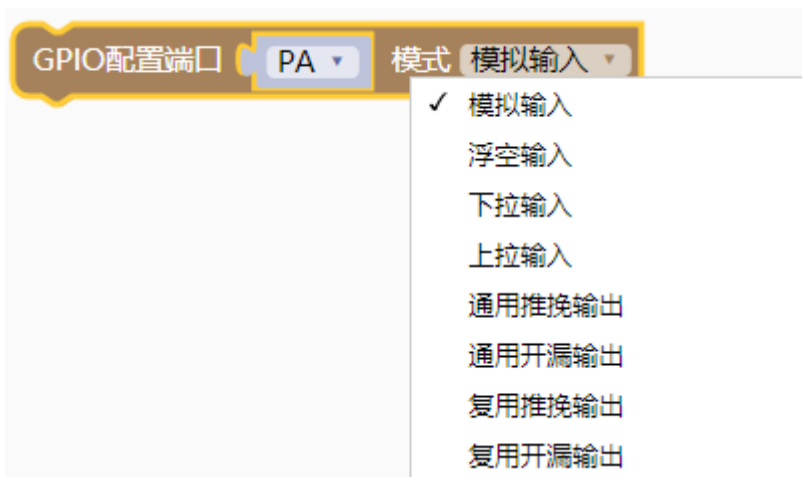 GPIO配置端口 PA 模式 模拟输入
模拟输入
浮空输入
下拉输入
上拉输入
通用推挽输出
通用开漏输出
复用推挽输出
复用开漏输出